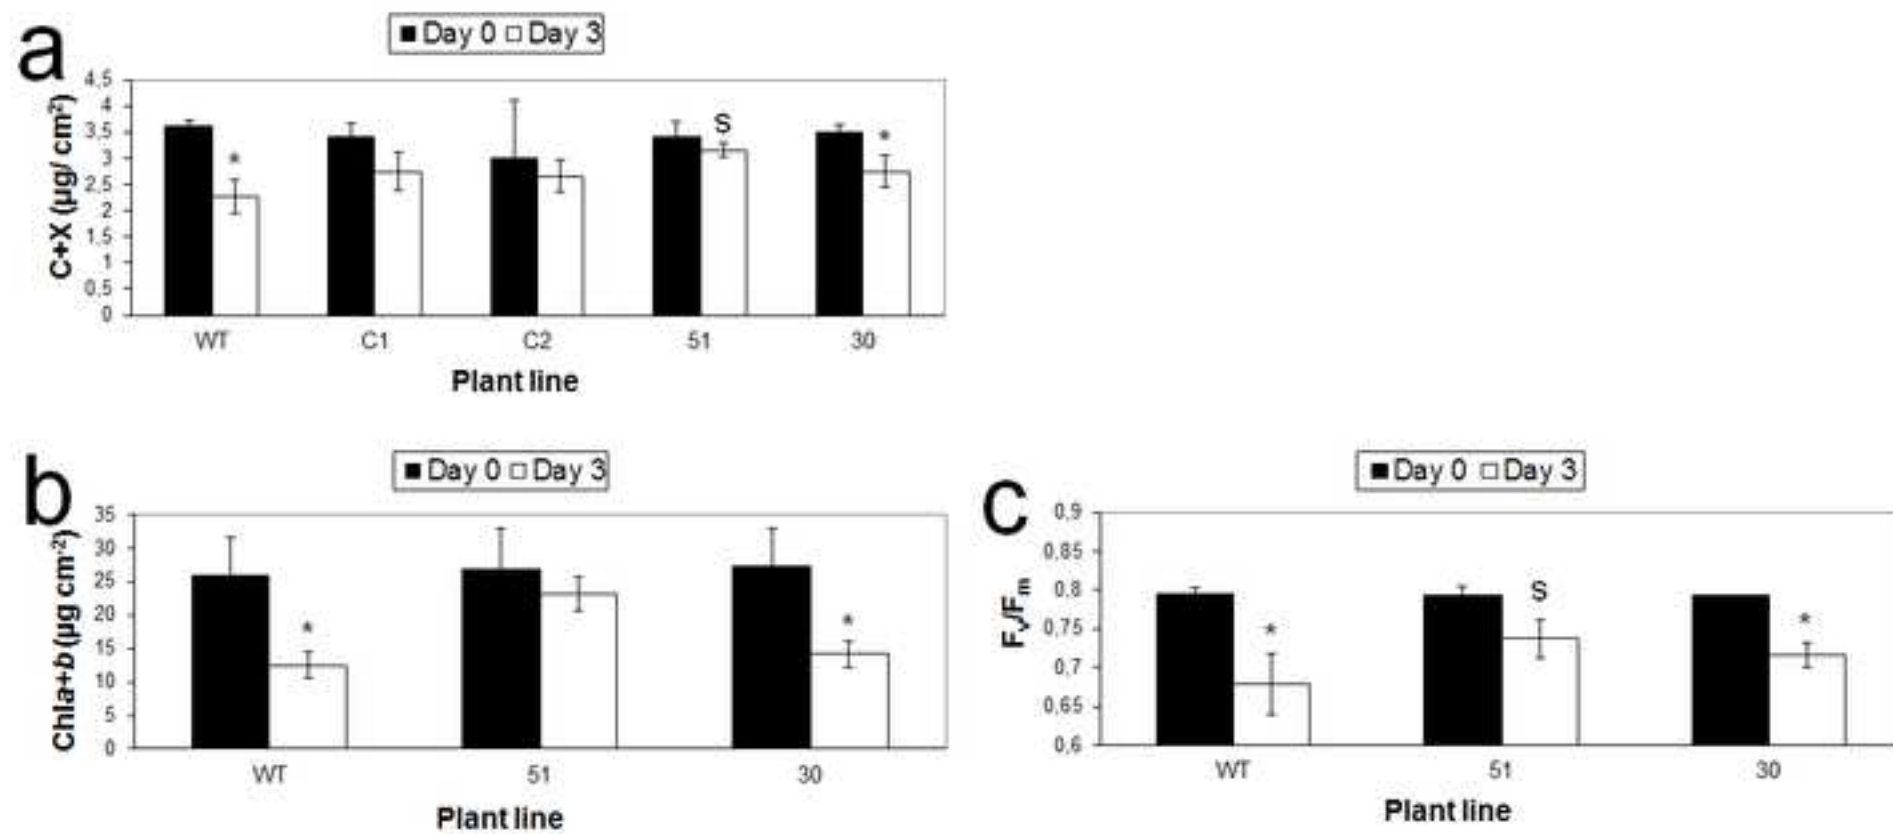 a
Day 0 Day 3
C+X (µg/ cm²)
4,5
4
3,5
3
2,5
2
1,5
1
0,5
0
*
S
*
WT C1 C2 51 30
Plant line
b
Day 0 Day 3
Chla+b (µg cm⁻²)
35
30
25
20
15
10
5
0
*
*
WT 51 30
Plant line
c
Day 0 Day 3
Fv/Fm
0,9
0,85
0,8
0,75
0,7
0,65
0,6
*
S
*
WT 51 30
Plant line